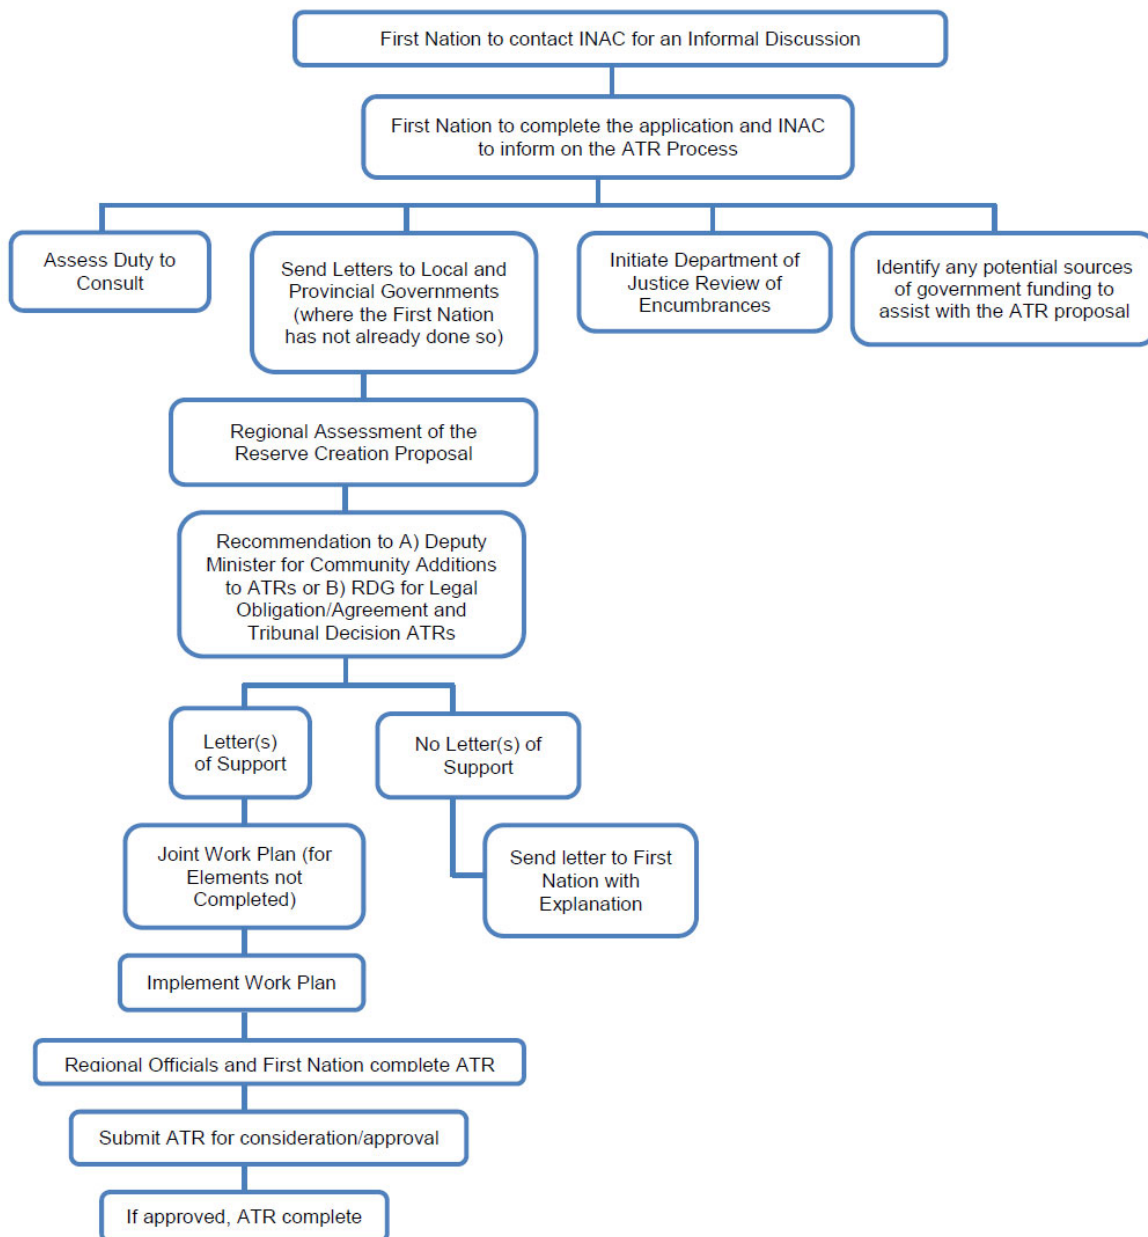 First Nation to contact INAC for an Informal Discussion
First Nation to complete the application and INAC
to inform on the ATR Process
Assess Duty to
Consult
Send Letters to Local and
Provincial Governments
(where the First Nation
has not already done so)
Initiate Department of
Justice Review of
Encumbrances
Identify any potential sources
of government funding to
assist with the ATR proposal
Regional Assessment of the
Reserve Creation Proposal
Recommendation to A) Deputy
Minister for Community Additions
to ATRs or B) RDG for Legal
Obligation/Agreement and
Tribunal Decision ATRs
Letter(s)
of Support
No Letter(s) of
Support
Joint Work Plan (for
Elements not
Completed)
Send letter to First
Nation with
Explanation
Implement Work Plan
Regional Officials and First Nation complete ATR
Submit ATR for consideration/approval
If approved, ATR complete